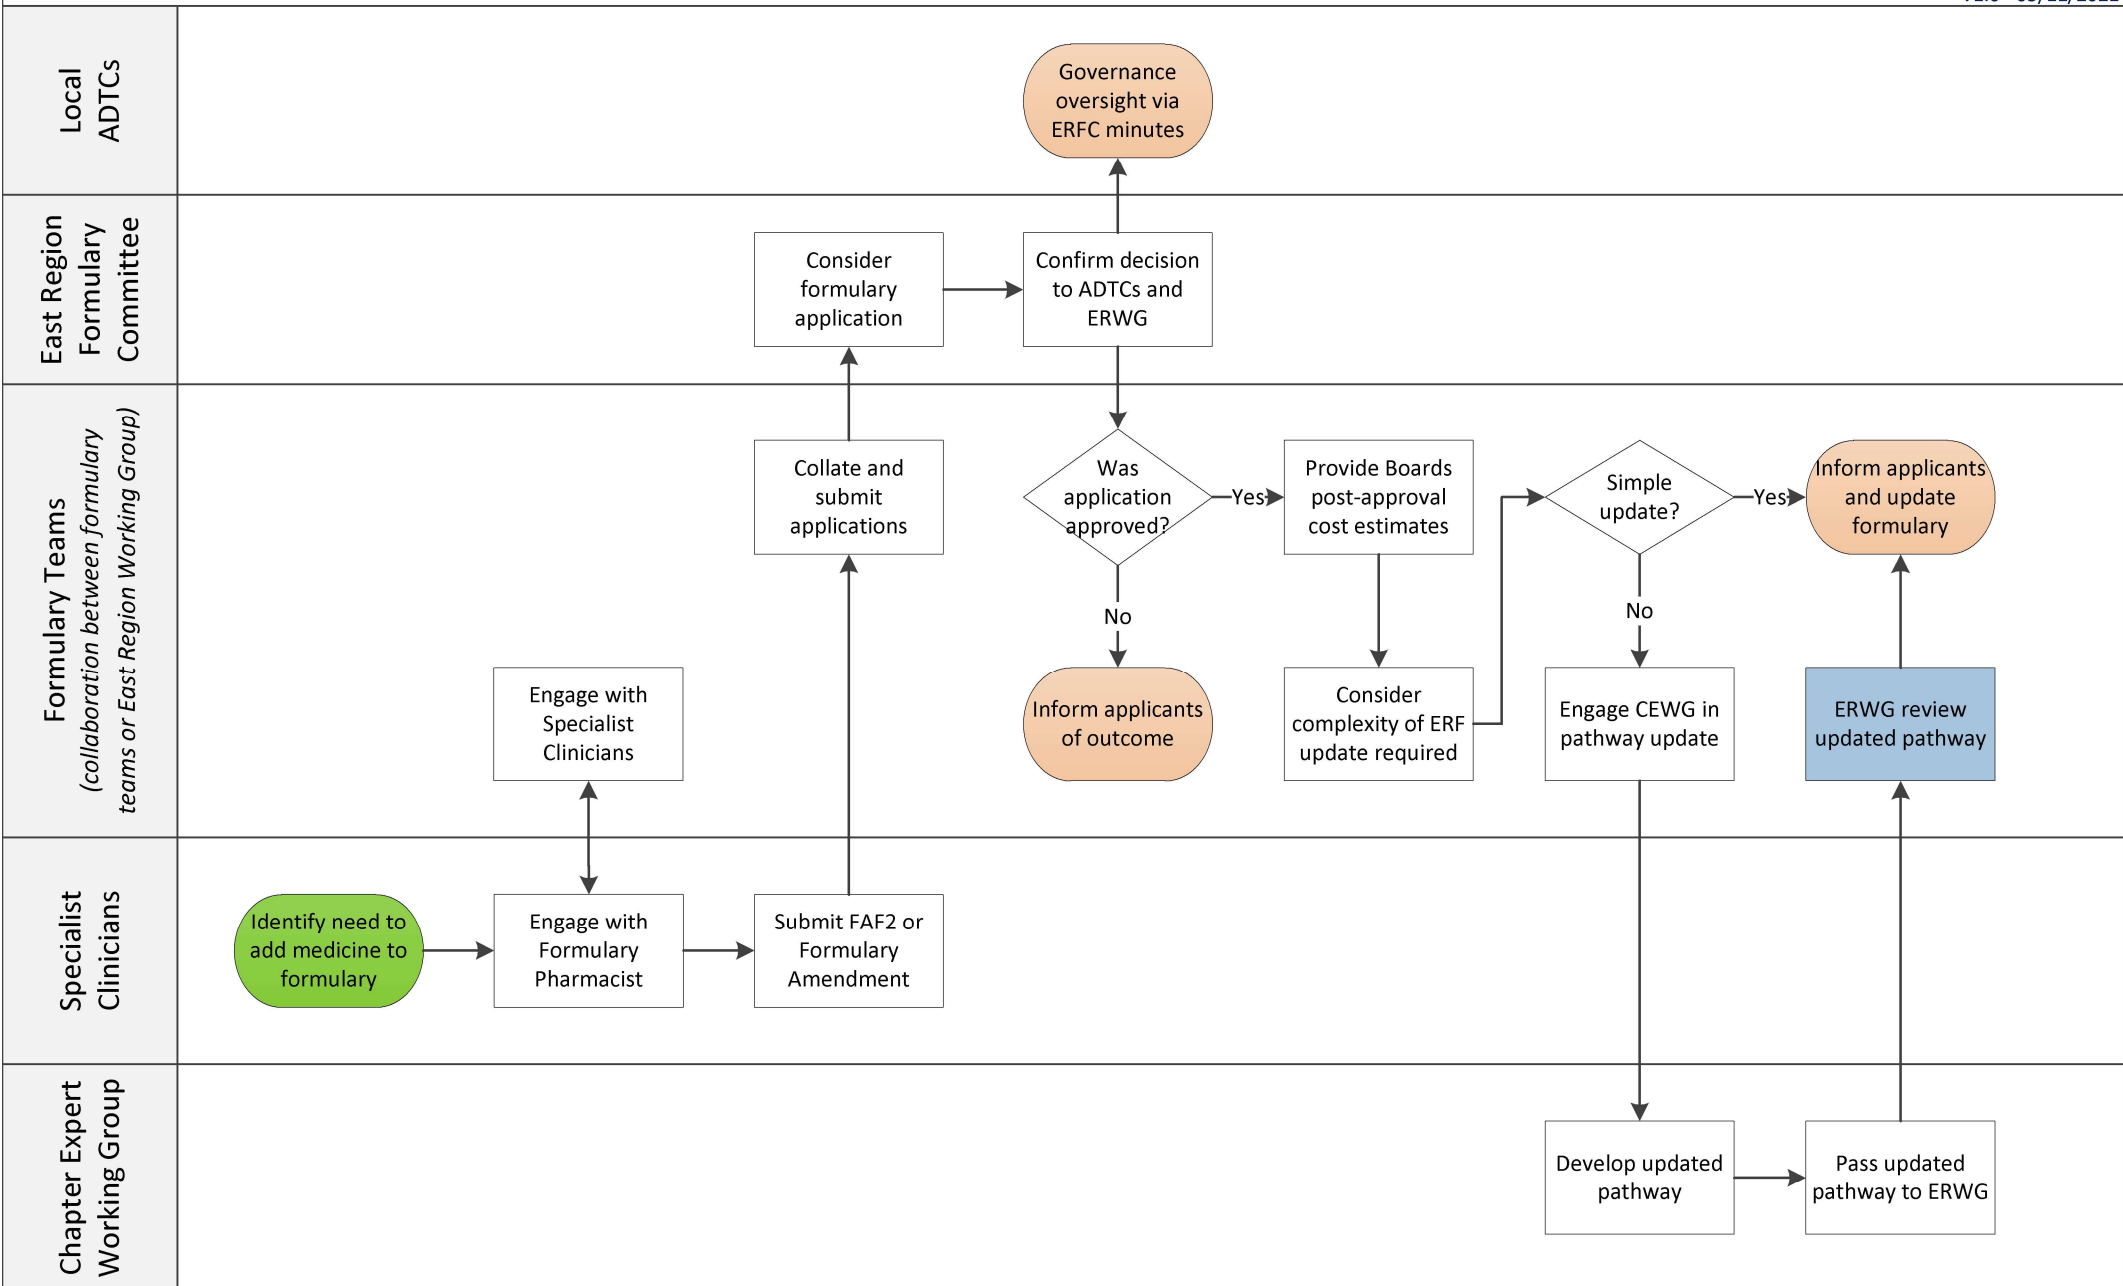 Local
ADTCs
Governance
oversight via
ERFC minutes
East Region
Formulary
Committee
Consider
formulary
application
Confirm decision
to ADTCs and
ERWG
Formulary Teams
(collaboration between formulary
teams or East Region Working Group)
Collate and
submit
applications
Was
application
approved?
Yes
Provide Boards
post-approval
cost estimates
Simple
update?
Yes
Inform applicants
and update
formulary
No
No
Engage with
Specialist
Clinicians
Inform applicants
of outcome
Consider
complexity of ERF
update required
Engage CEWG in
pathway update
ERWG review
updated pathway
Specialist
Clinicians
Identify need to
add medicine to
formulary
Engage with
Formulary
Pharmacist
Submit FAF2 or
Formulary
Amendment
Chapter Expert
Working Group
Develop updated
pathway
Pass updated
pathway to ERWG